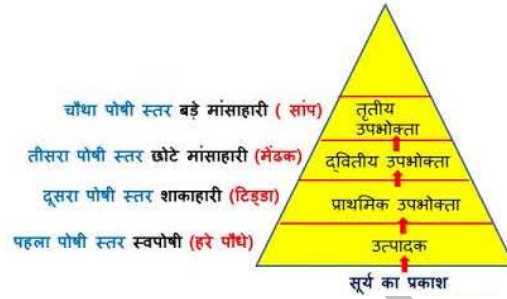 चौथा पोषी स्तर बड़े मांसाहारी ( सांप)
तृतीय
उपभोक्ता
तीसरा पोषी स्तर छोटे मांसाहारी (मेंढक)
द्वितीय उपभोक्ता
दूसरा पोषी स्तर शाकाहारी (टिड्डा)
प्राथमिक उपभोक्ता
पहला पोषी स्तर स्वपोषी (हरे पौधे)
उत्पादक
सूर्य का प्रकाश